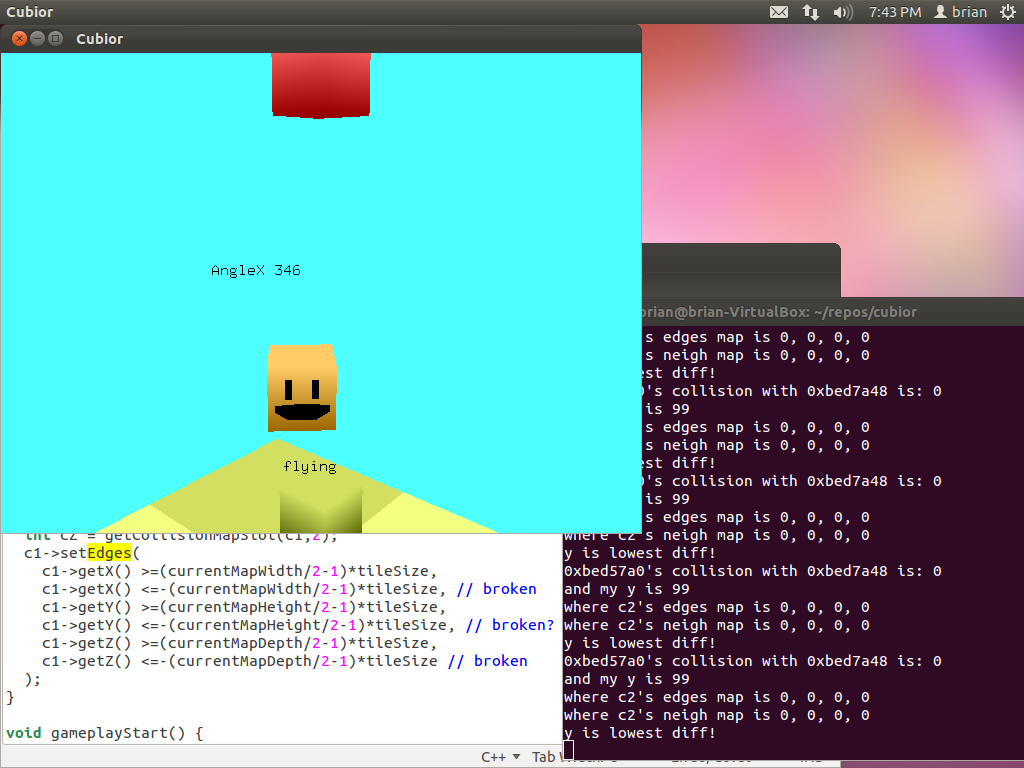 Cubior
7:43 PM
brian
Cubior
AngleX 346
flying
brian@brian-VirtualBox: ~/repos/cubior
's edges map is 0, 0, 0, 0
s neigh map is 0, 0, 0, 0
st diff!
's collision with 0xbed7a48 is: 0
is 99
s edges map is 0, 0, 0, 0
s neigh map is 0, 0, 0, 0
st diff!
's collision with 0xbed7a48 is: 0
is 99
s edges map is 0, 0, 0, 0
where c2's neigh map is 0, 0, 0, 0
y is lowest diff!
0xbed57a0's collision with 0xbed7a48 is: 0
and my y is 99
where c2's edges map is 0, 0, 0, 0
where c2's neigh map is 0, 0, 0, 0
y is lowest diff!
0xbed57a0's collision with 0xbed7a48 is: 0
and my y is 99
where c2's edges map is 0, 0, 0, 0
where c2's neigh map is 0, 0, 0, 0
y is lowest diff!
int cZ = getCollisionMapSlot(c1,2);
c1->setEdges(
c1->getX() >=(currentMapWidth/2-1)*tileSize,
c1->getX() <=-(currentMapWidth/2-1)*tileSize, // broken
c1->getY() >=(currentMapHeight/2-1)*tileSize,
c1->getY() <=-(currentMapHeight/2-1)*tileSize, // broken?
c1->getZ() >=(currentMapDepth/2-1)*tileSize,
c1->getZ() <=-(currentMapDepth/2-1)*tileSize // broken
);
}
void gameplayStart() {
C++
Tab